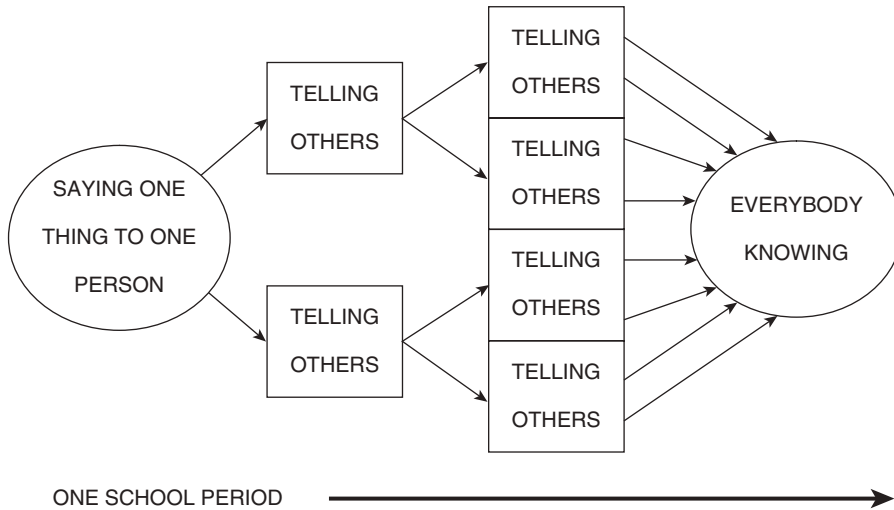 SAYING ONE
THING TO ONE
PERSON
TELLING
OTHERS
TELLING
OTHERS
TELLING
OTHERS
TELLING
OTHERS
TELLING
OTHERS
TELLING
OTHERS
EVERYBODY
KNOWING
ONE SCHOOL PERIOD